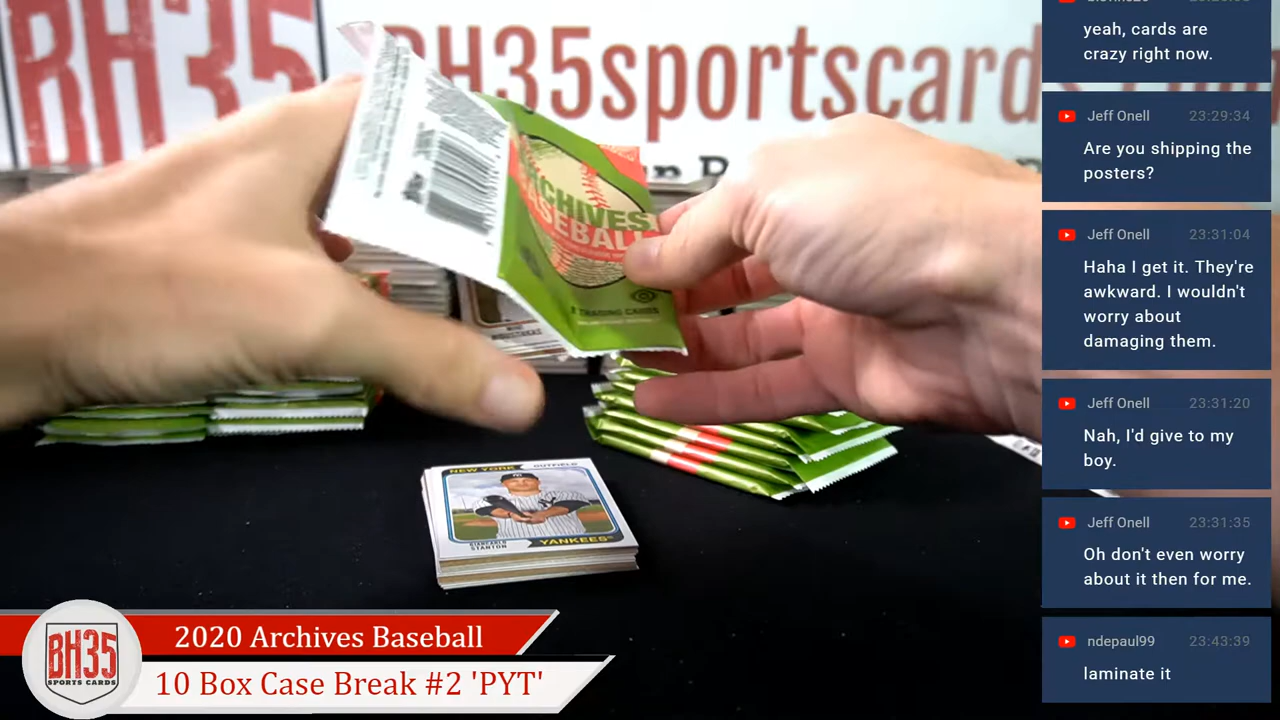 BH35
BH35sportscard
ARCHIVES
BASEBALL
TRADING CARDS
NEW YORK OUTFIELD
GIANCARLO
STANTON
YANKEES
BH35
SPORTS CARDS
2020 Archives Baseball
10 Box Case Break #2 'PYT'
yeah, cards are
crazy right now.
Jeff Onell 23:29:34
Are you shipping the
posters?
Jeff Onell 23:31:04
Haha I get it. They're
awkward. I wouldn't
worry about
damaging them.
Jeff Onell 23:31:20
Nah, I'd give to my
boy.
Jeff Onell 23:31:35
Oh don't even worry
about it then for me.
ndepaul99 23:43:39
laminate it